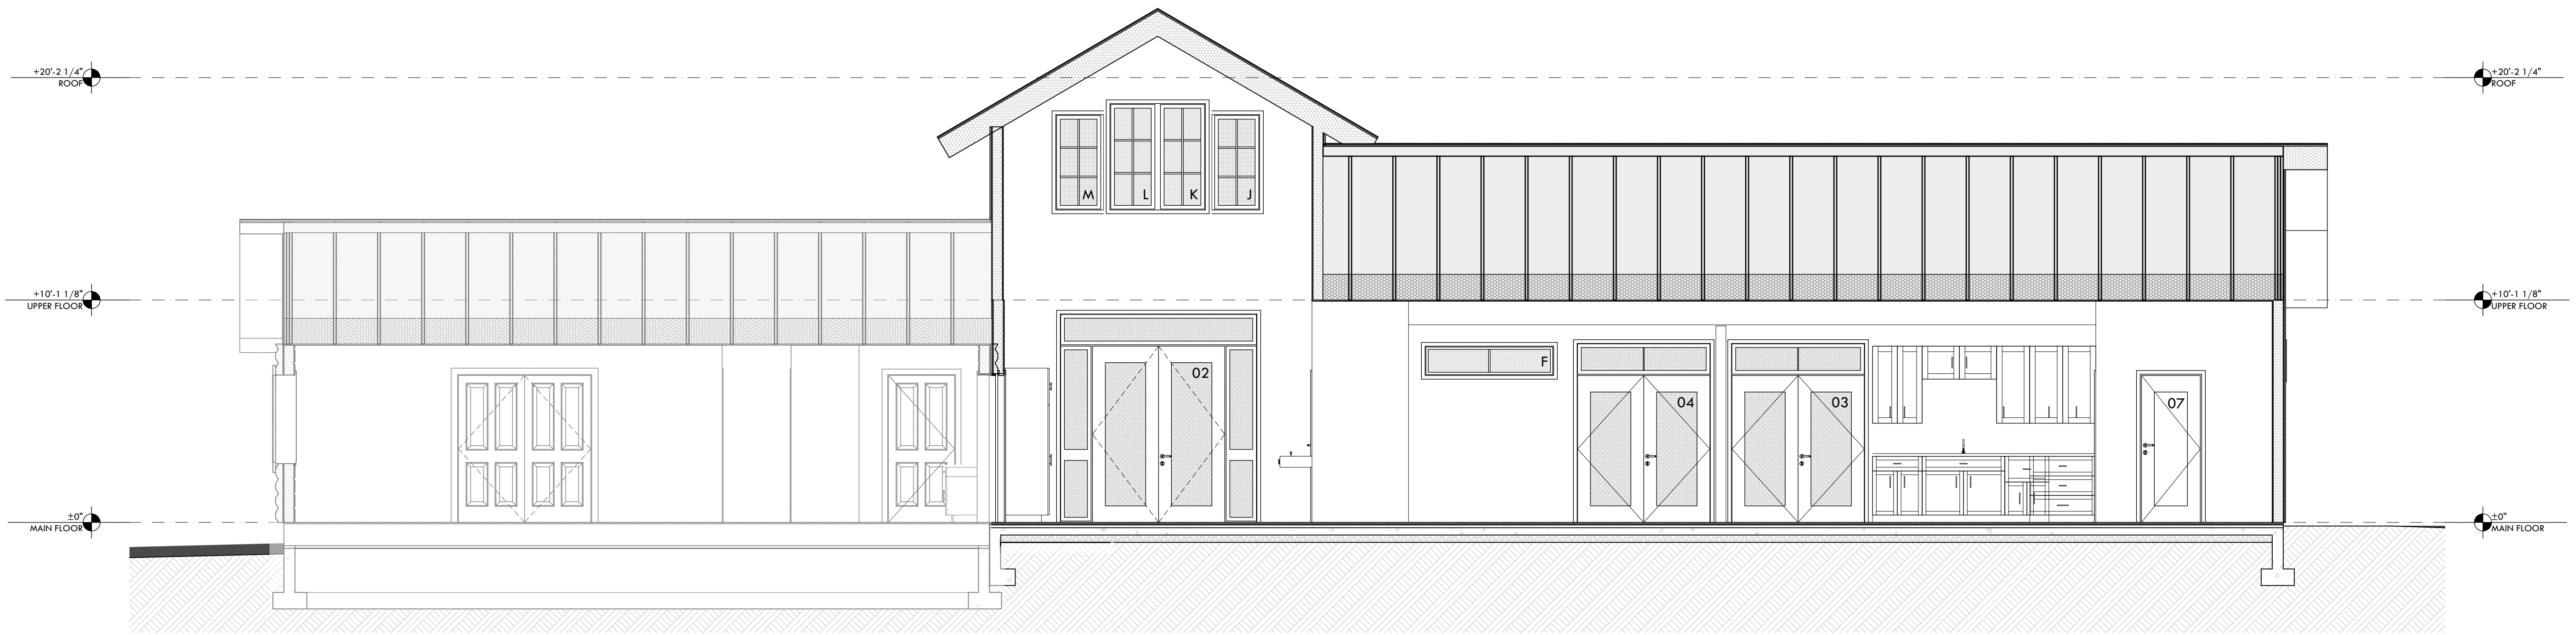 +20'-2 1/4"
ROOF
+20'-2 1/4"
ROOF
M
L
K
J
+10'-1 1/8"
UPPER FLOOR
+10'-1 1/8"
UPPER FLOOR
F
02
04
03
07
±0"
MAIN FLOOR
±0"
MAIN FLOOR